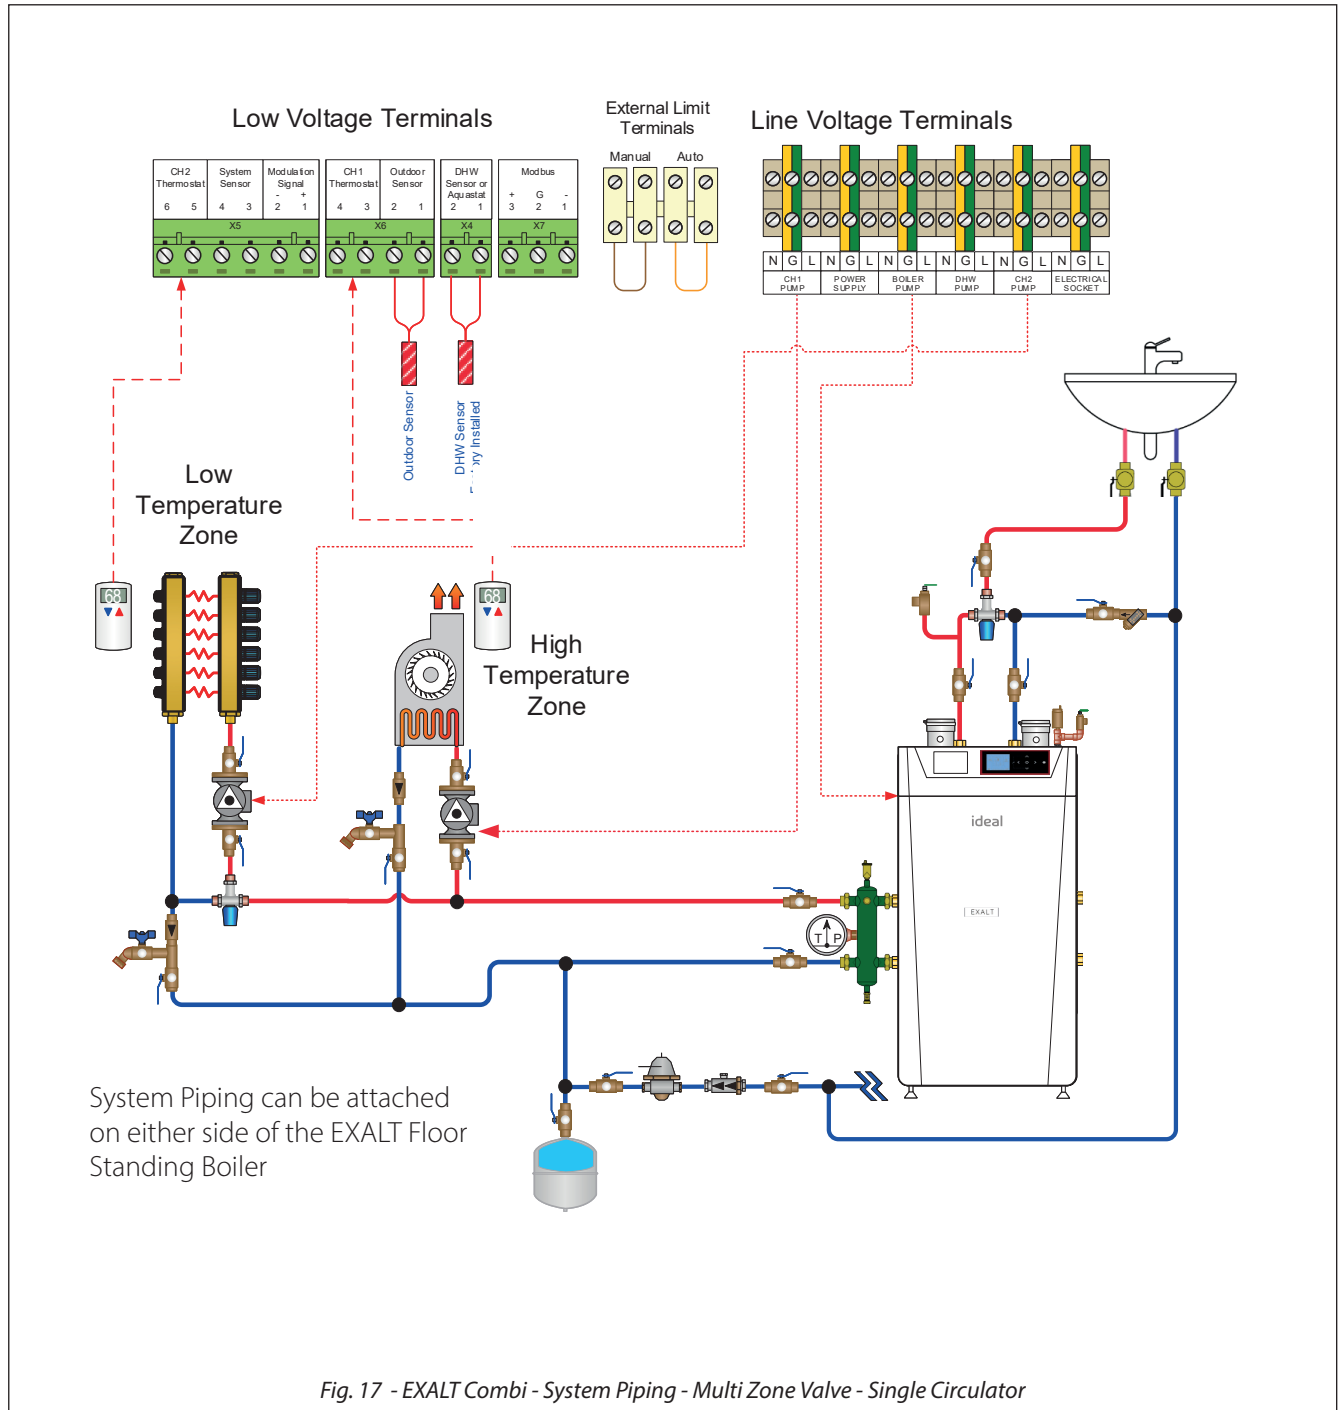 Low Voltage Terminals
External Limit
Terminals
Line Voltage Terminals
Manual Auto
CH2
Thermostat
6 5
System
Sensor
4 3
Modulation
Signal
- +
2 1
X5
CH1
Thermostat
4 3
Outdoor
Sensor
2 1
X6
DHW
Sensor or
Aquastat
2 1
X4
Modbus
+ G -
3 2 1
X7
N G L N G L N G L N G L N G L N G L
CH1
PUMP
POWER
SUPPLY
BOILER
PUMP
DHW
PUMP
CH2
PUMP
ELECTRICAL
SOCKET
Outdoor Sensor
DHW Sensor
ory Installed
Low
Temperature
Zone
68
68
High
Temperature
Zone
ideal
EXALT
T P
System Piping can be attached
on either side of the EXALT Floor
Standing Boiler
Fig. 17 - EXALT Combi - System Piping - Multi Zone Valve - Single Circulator